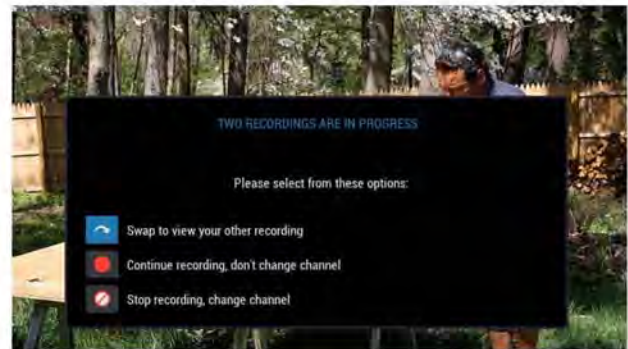 TWO RECORDINGS ARE IN PROGRESS
Please select from these options:
Swap to view your other recording
Continue recording, don't change channel
Stop recording, change channel